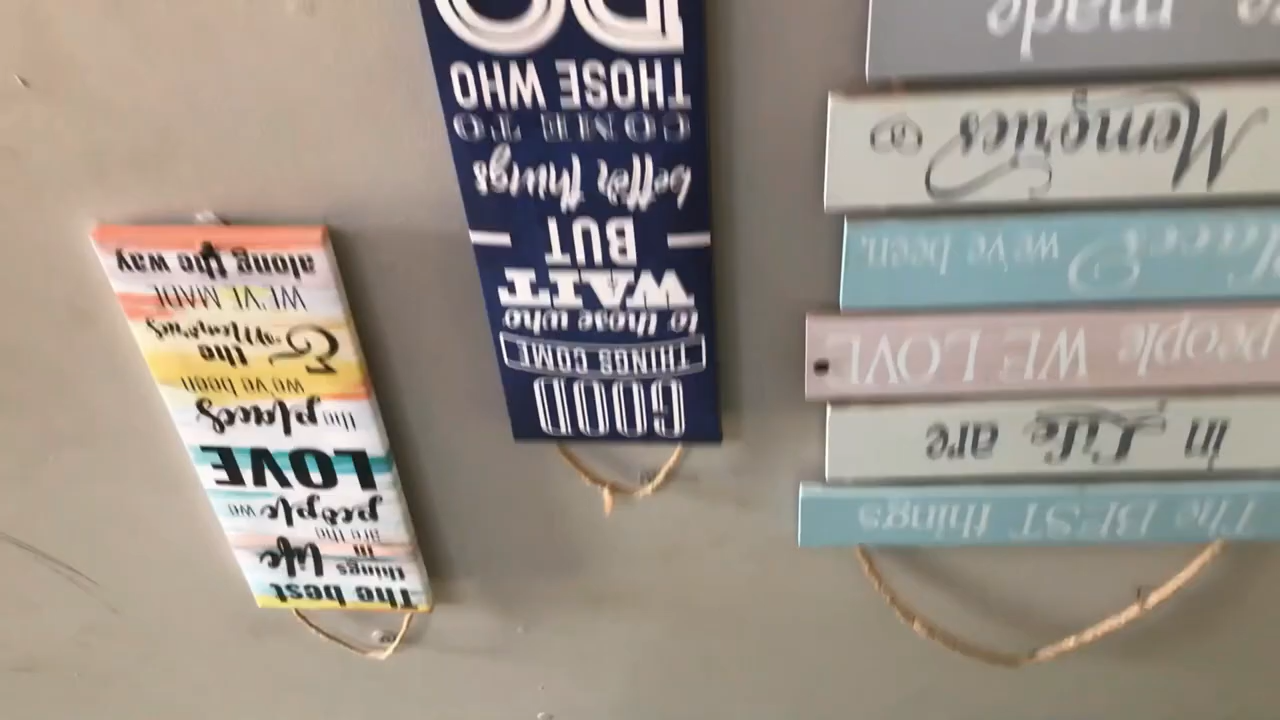 The best
things in life
are the
people we
LOVE
the places
we've been
& the memories
WE'VE MADE
along the way
GOOD
THINGS COME
to those who
WAIT
BUT
better things
COME TO
THOSE WHO
DO
The BEST things
in Life are
people WE LOVE
Places we've been,
Memories
made